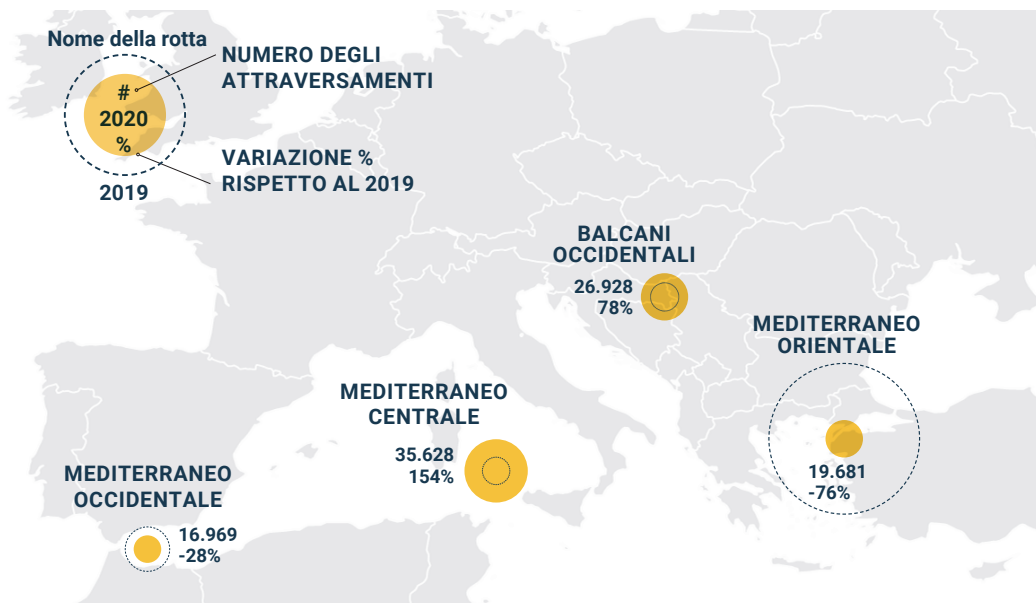 Nome della rotta
#
2020
%
2019
NUMERO DEGLI
ATTRAVERSAMENTI
VARIAZIONE %
RISPETTO AL 2019
BALCANI
OCCIDENTALI
26.928
78%
MEDITERRANEO
ORIENTALE
19.681
-76%
MEDITERRANEO
CENTRALE
35.628
154%
MEDITERRANEO
OCCIDENTALE
16.969
-28%